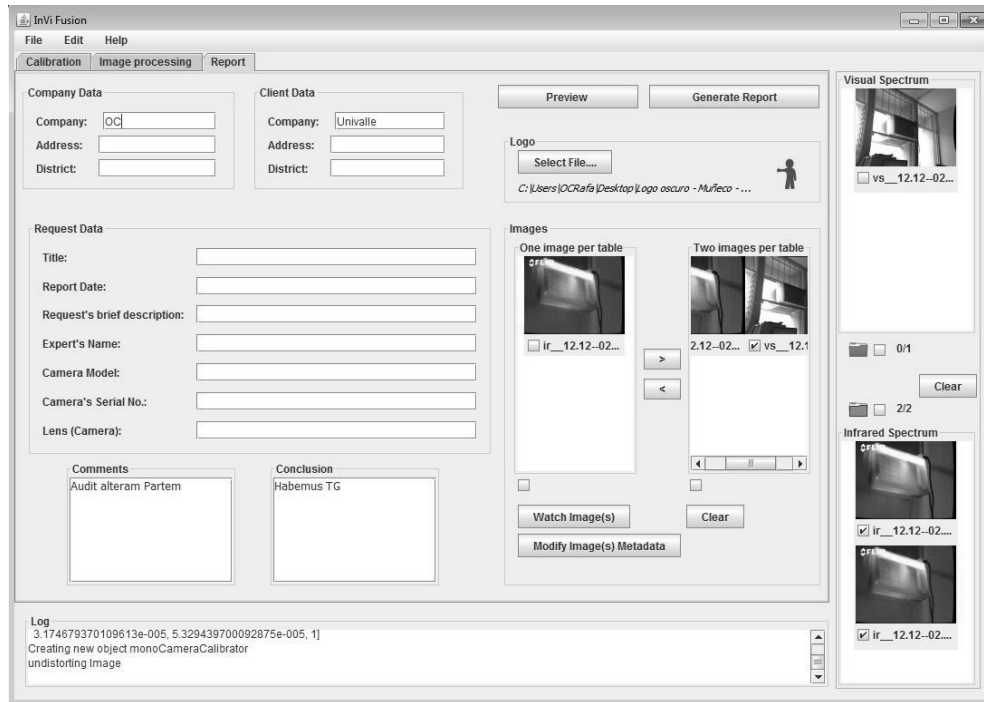 InVi Fusion
File Edit Help
Calibration Image processing Report
Company Data
Company: OC
Address:
District:
Client Data
Company: Univalle
Address:
District:
Preview Generate Report
Logo
Select File....
C:\Users\OCRafa\Desktop\Logo oscuro - Muñeco - ...
Request Data
Title:
Report Date:
Request's brief description:
Expert's Name:
Camera Model:
Camera's Serial No.:
Lens (Camera):
Comments
Audit alteram Partem
Conclusion
Habemus TG
Images
One image per table
ir__12.12--02...
>
<
Two images per table
2.12--02... vs__12.1
Watch Image(s) Clear
Modify Image(s) Metadata
Log
3.174679370109613e-005, 5.329439700092875e-005, 1]
Creating new object monoCameraCalibrator
undistorting Image
Visual Spectrum
vs__12.12--02...
0/1
Clear
2/2
Infrared Spectrum
ir__12.12--02....
ir__12.12--02....